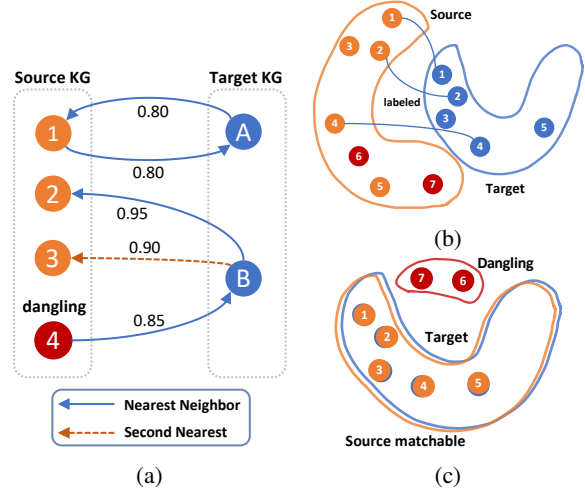 Source KG
Target KG
1
2
3
dangling
4
A
B
0.80
0.80
0.95
0.90
0.85
Nearest Neighbor
Second Nearest
(a)
Source
1
2
3
4
5
6
7
labeled
1
2
3
4
5
Target
(b)
Dangling
7
6
Target
1
2
3
4
5
Source matchable
(c)